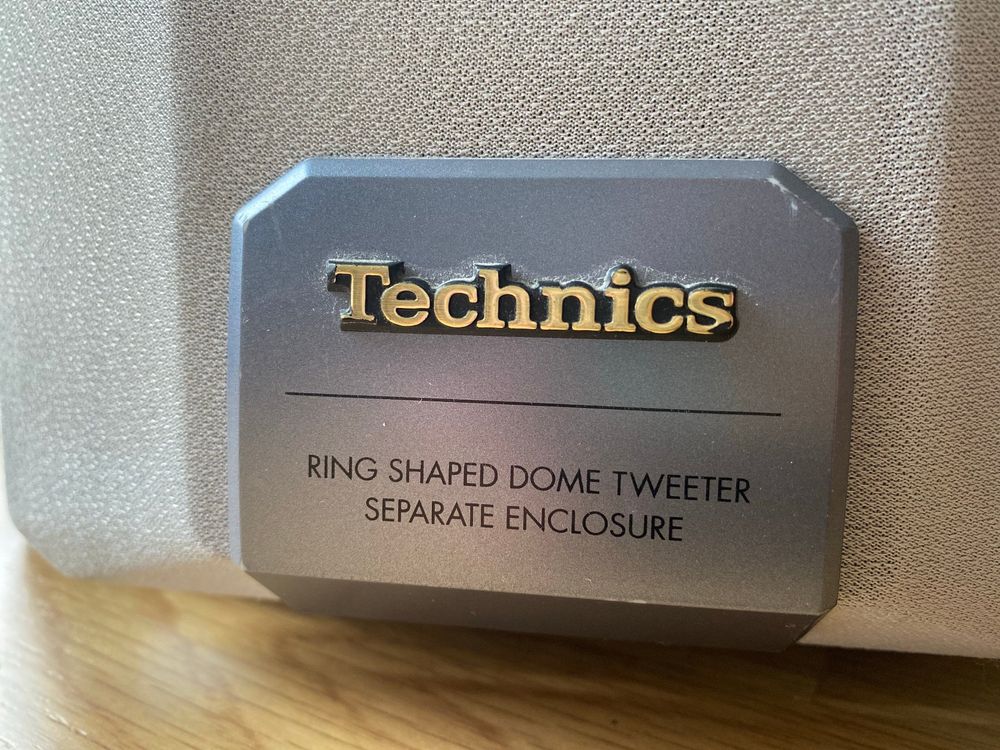 Technics
RING SHAPED DOME TWEETER
SEPARATE ENCLOSURE